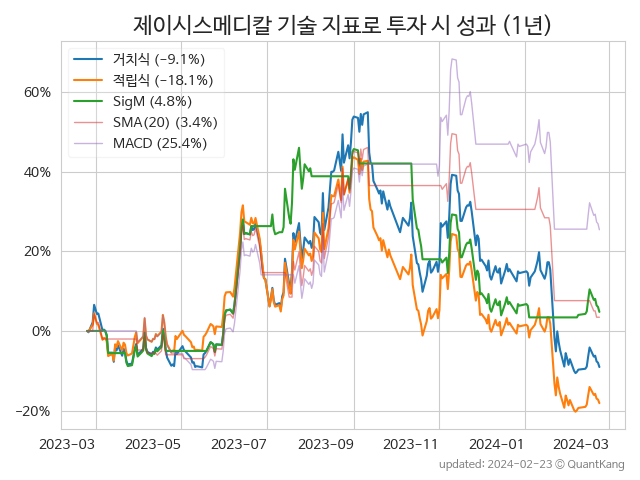 제이시스메디칼 기술 지표로 투자 시 성과 (1년)
거치식 (−9.1%)
적립식 (−18.1%)
SigM (4.8%)
SMA(20) (3.4%)
MACD (25.4%)
60%
40%
20%
0%
−20%
2023−03 2023−05 2023−07 2023−09 2023−11 2024−01 2024−03
updated: 2024−02−23 ⓒ QuantKang